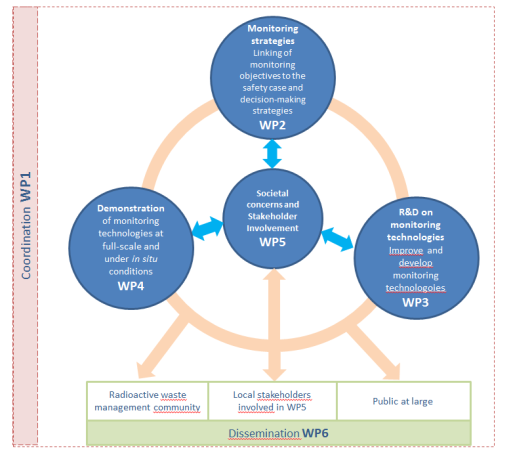 Coordination WP1
Monitoring
strategies
Linking of
monitoring
objectives to the
safety case and
decision-making
strategies
WP2
Societal
concerns and
Stakeholder
Involvement
WP5
Demonstration
of monitoring
technologies at
full-scale and
under in situ
conditions
WP4
R&D on
monitoring
technologies
Improve and
develop
monitoring
technologoies
WP3
Radioactive waste
management community
Local stakeholders
involved in WP5
Public at large
Dissemination WP6